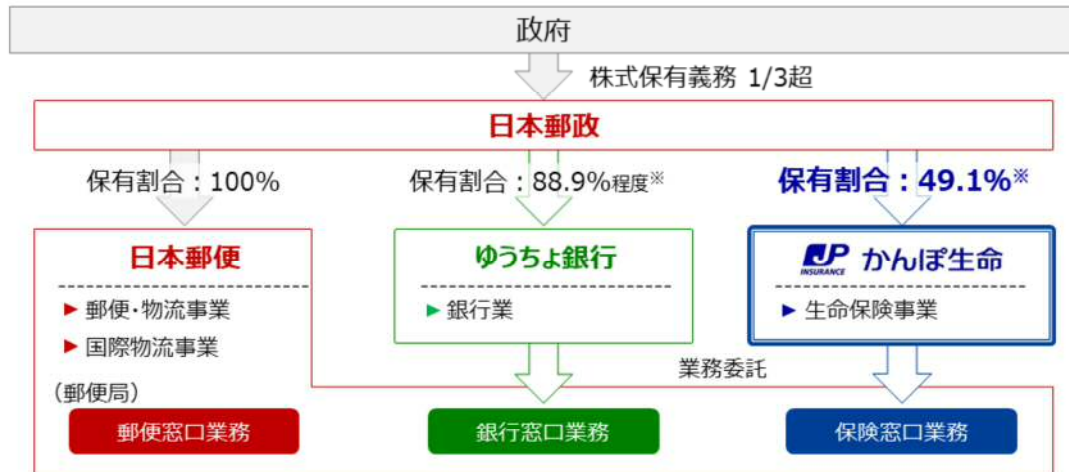 政府
株式保有義務 1/3超
日本郵政
保有割合：100%
保有割合：88.9%程度※
保有割合：49.1%※
日本郵便
▶ 郵便･物流事業
▶ 国際物流事業
（郵便局）
ゆうちょ銀行
▶ 銀行業
JP INSURANCE かんぽ生命
▶ 生命保険事業
業務委託
郵便窓口業務
銀行窓口業務
保険窓口業務